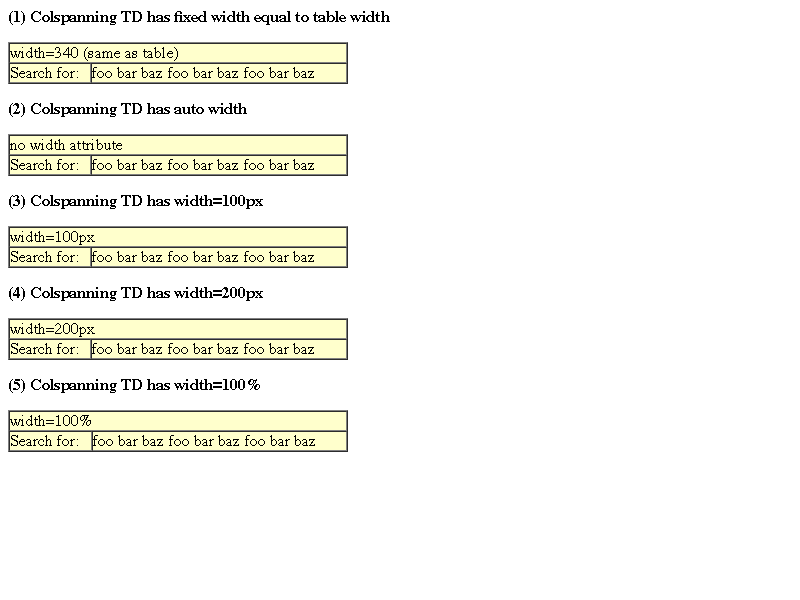 (1) Colspanning TD has fixed width equal to table width
width=340 (same as table)
Search for: foo bar baz foo bar baz foo bar baz
(2) Colspanning TD has auto width
no width attribute
Search for: foo bar baz foo bar baz foo bar baz
(3) Colspanning TD has width=100px
width=100px
Search for: foo bar baz foo bar baz foo bar baz
(4) Colspanning TD has width=200px
width=200px
Search for: foo bar baz foo bar baz foo bar baz
(5) Colspanning TD has width=100%
width=100%
Search for: foo bar baz foo bar baz foo bar baz